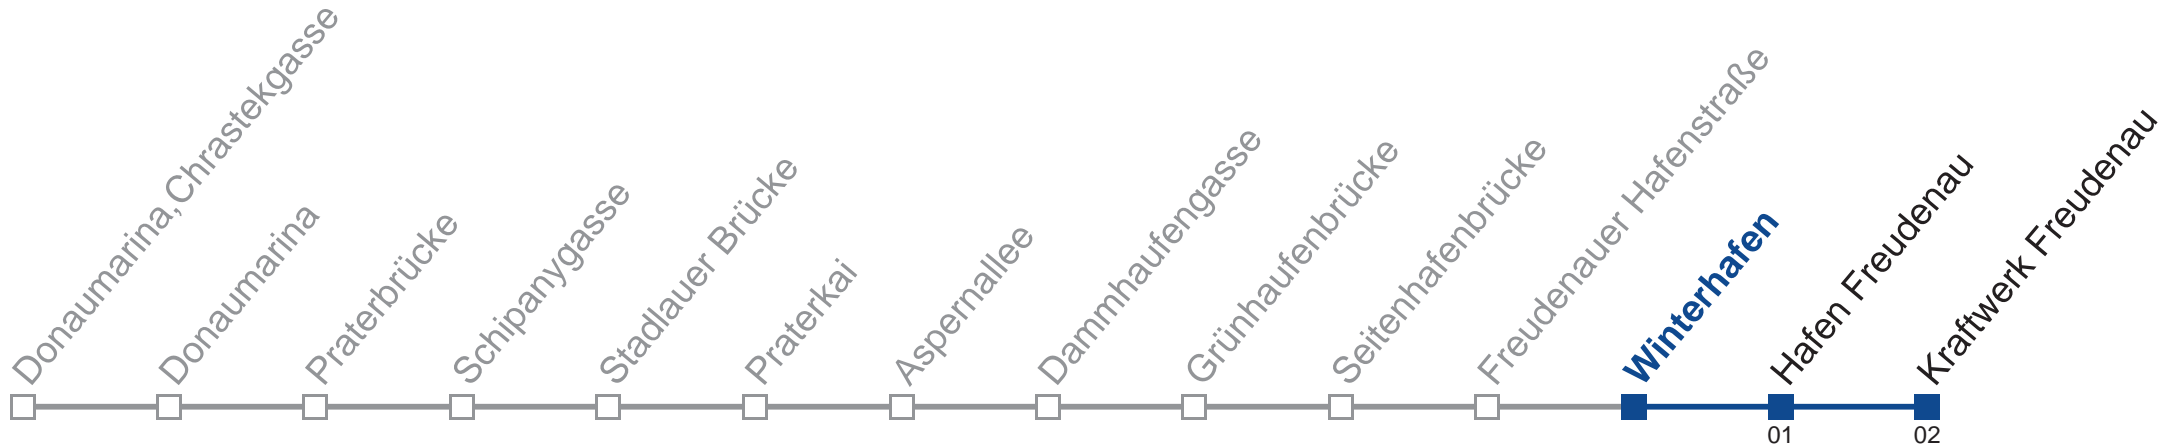 Donaumarina, Chrastekgasse
Donaumarina
Praterbrücke
Schipanygasse
Stadlauer Brücke
Praterkai
Aspernallee
Dammhaufengasse
Grünhaufenbrücke
Seitenhafenbrücke
Freudenauer Hafenstraße
Winterhafen
Hafen Freudenau
Kraftwerk Freudenau
01
02